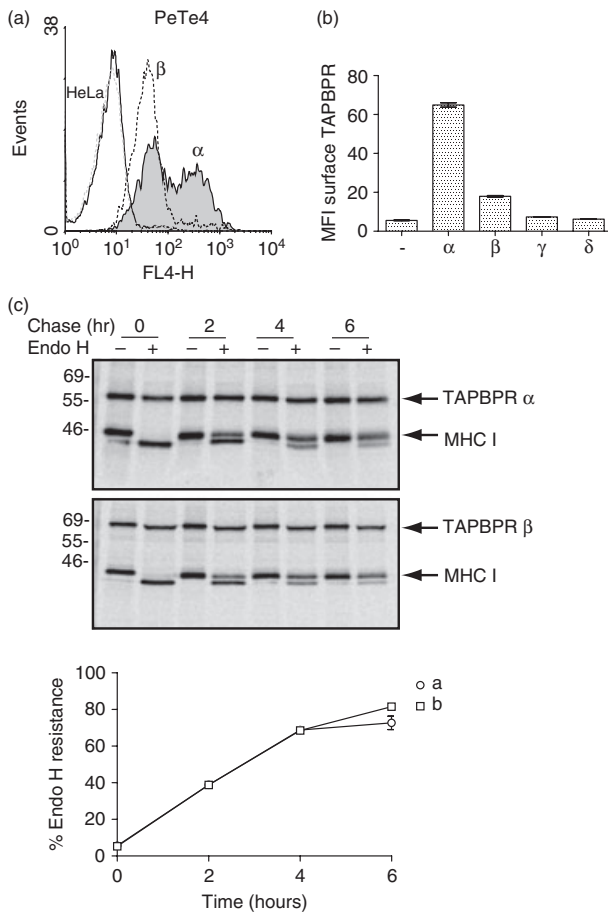 (a)
PeTe4
38
Events
0
HeLa
β
α
10⁰ 10¹ 10² 10³ 10⁴
FL4-H
(b)
MFI surface TAPBPR
80
60
40
20
0
- α β γ δ
(c)
Chase (hr) 0 2 4 6
Endo H – + – + – + – +
69-
55-
46-
TAPBPR α
MHC I
69-
55-
46-
TAPBPR β
MHC I
% Endo H resistance
100
80
60
40
20
0
0 2 4 6
Time (hours)
a
b